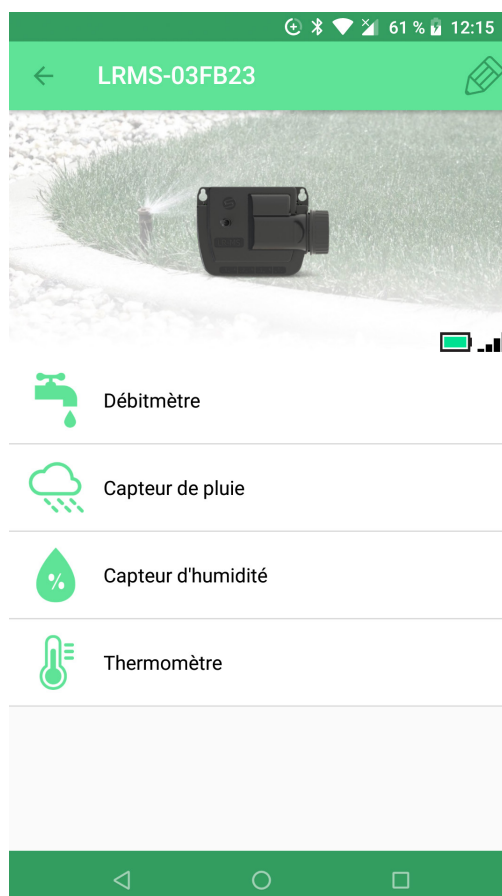 61 % 12:15
LRMS-03FB23
Débitmètre
Capteur de pluie
%
Capteur d'humidité
Thermomètre